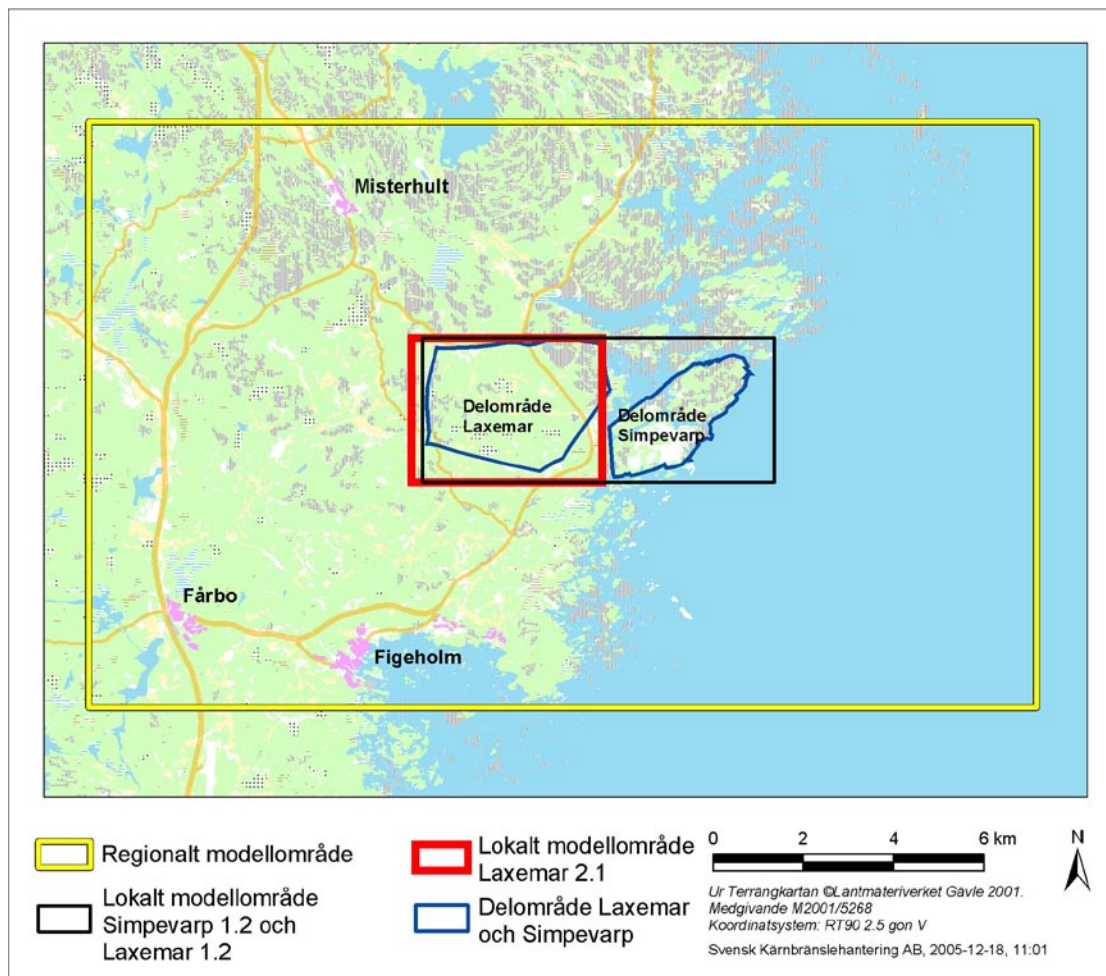 Misterhult
Delområde
Laxemar
Delområde
Simpevarp
Fårbo
Figeholm
Regionalt modellområde
Lokalt modellområde
Simpevarp 1.2 och
Laxemar 1.2
Lokalt modellområde
Laxemar 2.1
Delområde Laxemar
och Simpevarp
0 2 4 6 km
N
Ur Terrängkartan ©Lantmäteriverket Gävle 2001.
Medgivande M2001/5268
Koordinatsystem: RT90 2.5 gon V
Svensk Kärnbränslehantering AB, 2005-12-18, 11:01